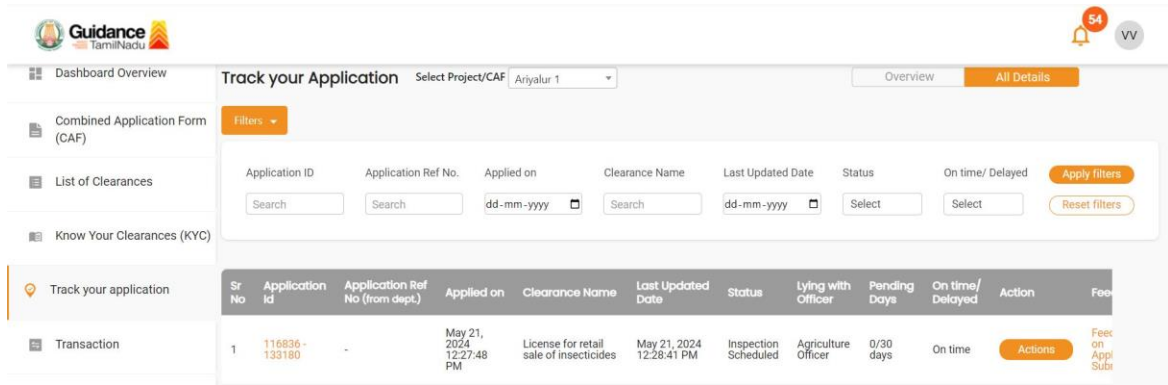 Guidance
TamilNadu
54
VV
Dashboard Overview
Track your Application Select Project/CAF Ariyalur 1
Overview All Details
Combined Application Form
(CAF)
Filters
List of Clearances
Application ID Application Ref No. Applied on Clearance Name Last Updated Date Status On time/ Delayed Apply filters
Search Search dd-mm-yyyy Search dd-mm-yyyy Select Select Reset filters
Know Your Clearances (KYC)
Track your application
Sr No Application Id Application Ref No (from dept.) Applied on Clearance Name Last Updated Date Status Lying with Officer Pending Days On time/ Delayed Action
Transaction
1 116836-133180 - May 21, 2024 12:27:48 PM License for retail sale of insecticides May 21, 2024 12:28:41 PM Inspection Scheduled Agriculture Officer 0/30 days On time Actions
on